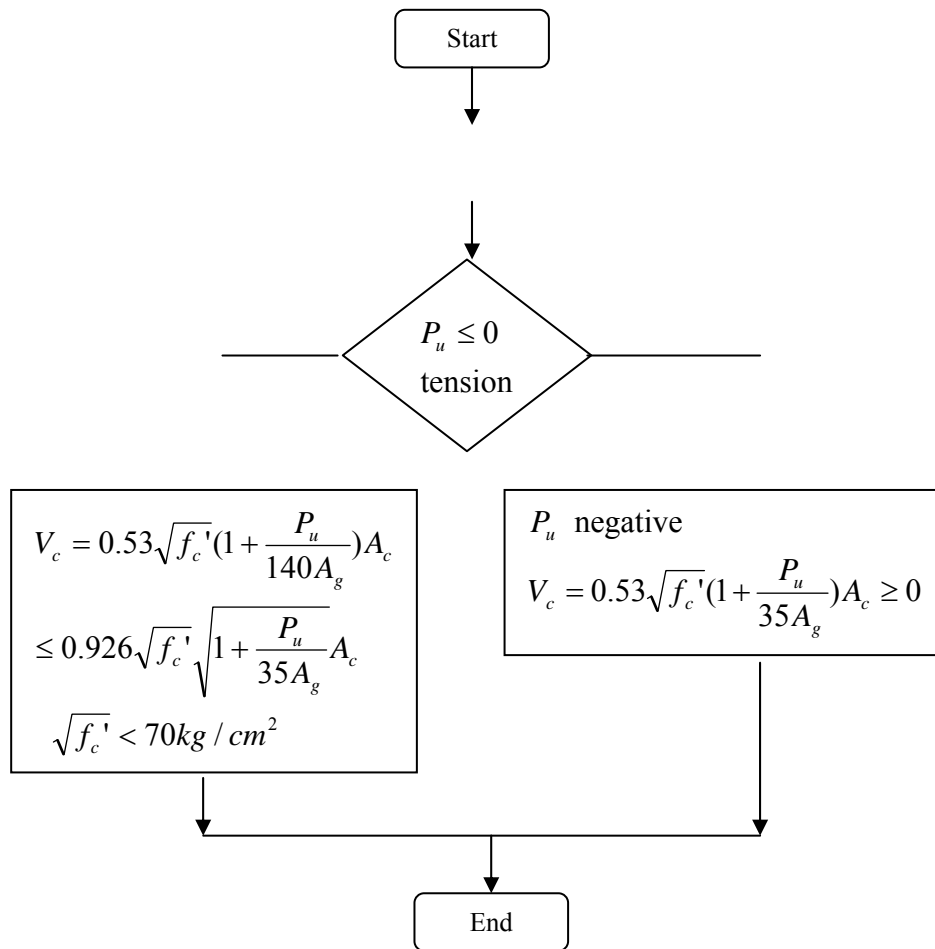 Start
P_u ≤ 0
tension
V_c = 0.53√(f_c') (1 + P_u / 140A_g) A_c
≤ 0.926√(f_c') √(1 + P_u / 35A_g) A_c
√(f_c') < 70kg / cm²
P_u negative
V_c = 0.53√(f_c') (1 + P_u / 35A_g) A_c ≥ 0
End